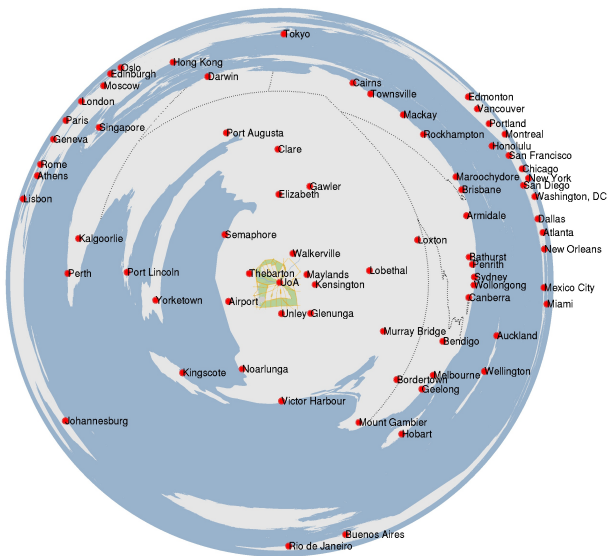 Tokyo
Hong Kong
Oslo
Edinburgh
Darwin
Moscow
Cairns
Townsville
Edmonton
London
Vancouver
Mackay
Paris
Singapore
Portland
Port Augusta
Rockhampton
Montreal
Geneva
Honolulu
Clare
San Francisco
Rome
Chicago
Athens
Maroochydore
New York
Gawler
San Diego
Brisbane
Elizabeth
Washington, DC
Lisbon
Armidale
Dallas
Semaphore
Atlanta
Kalgoorlie
Loxton
New Orleans
Walkerville
Bathurst
Penrith
Perth
Port Lincoln
Thebarton
Maylands
Lobethal
Sydney
UoA
Kensington
Wollongong
Mexico City
Yorketown
Airport
Canberra
Miami
Unley
Glenunga
Murray Bridge
Auckland
Bendigo
Kingscote
Noarlunga
Bordertown
Melbourne
Wellington
Geelong
Victor Harbour
Johannesburg
Mount Gambier
Hobart
Buenos Aires
Rio de Janeiro